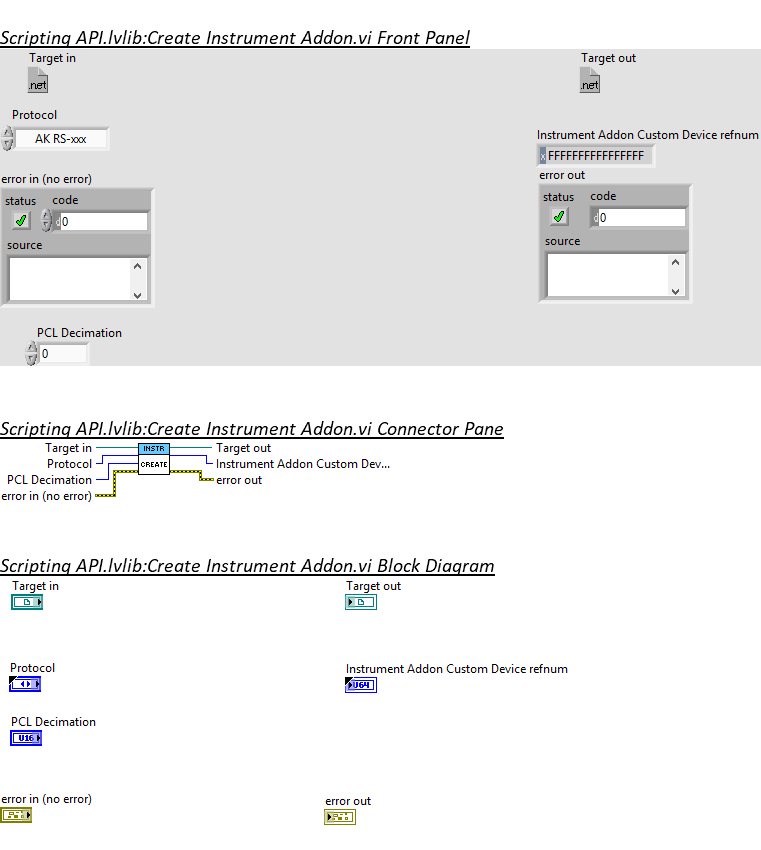 Scripting API.lvlib:Create Instrument Addon.vi Front Panel
Target in
Target out
.net
.net
Protocol
AK RS-xxx
Instrument Addon Custom Device refnum
x FFFFFFFFFFFFFFFF
error in (no error)
error out
status code
status code
d 0
d 0
source
source
PCL Decimation
0
Scripting API.lvlib:Create Instrument Addon.vi Connector Pane
Target in
INSTR
Target out
Protocol
CREATE
Instrument Addon Custom Dev...
PCL Decimation
error out
error in (no error)
Scripting API.lvlib:Create Instrument Addon.vi Block Diagram
Target in
Target out
Protocol
Instrument Addon Custom Device refnum
U64
PCL Decimation
U16
error in (no error)
error out